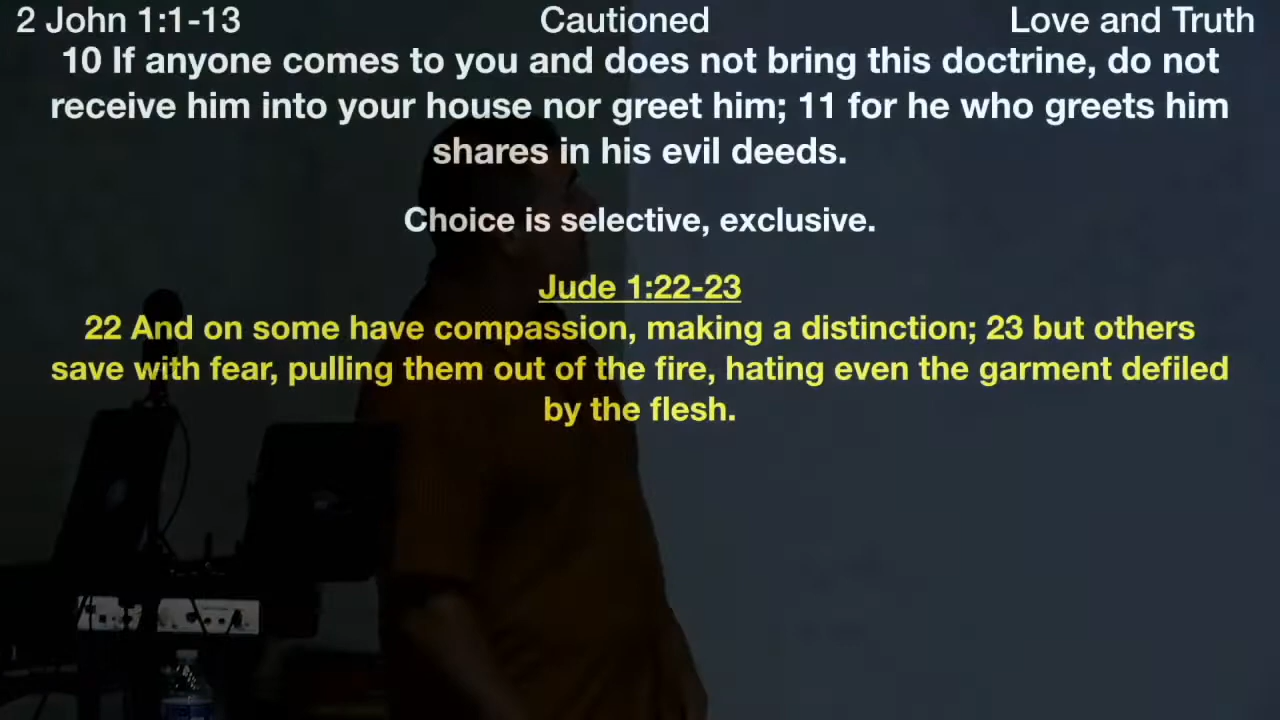 2 John 1:1-13 Cautioned Love and Truth
10 If anyone comes to you and does not bring this doctrine, do not
receive him into your house nor greet him; 11 for he who greets him
shares in his evil deeds.
Choice is selective, exclusive.
Jude 1:22-23
22 And on some have compassion, making a distinction; 23 but others
save with fear, pulling them out of the fire, hating even the garment defiled
by the flesh.